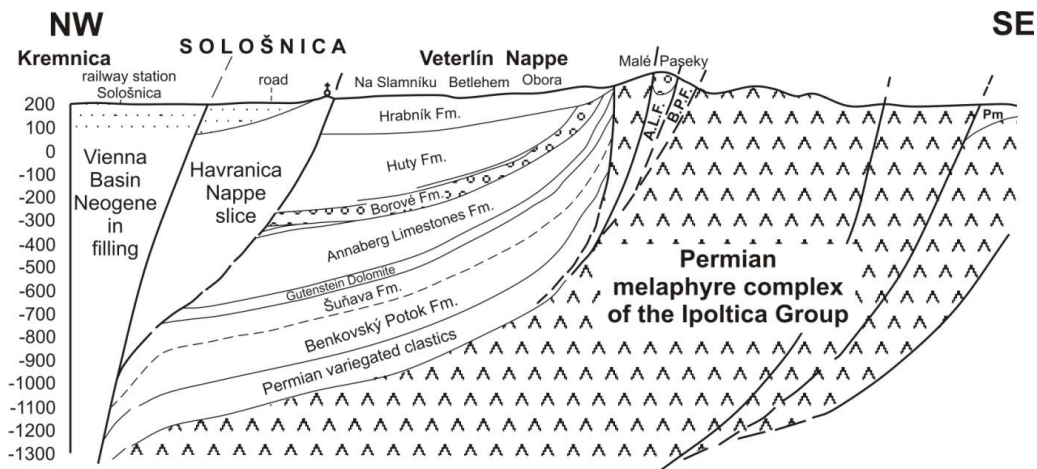 NW
SE
SOLOŠNICA
Kremnica
Veterlín Nappe
Malé Paseky
railway station
Sološnica
road
Na Slamníku Betlehem Obora
200
100
0
-100
-200
-300
-400
-500
-600
-700
-800
-900
-1000
-1100
-1200
-1300
Vienna
Basin
Neogene
in
filling
Havranica
Nappe
slice
Hrabník Fm.
Huty Fm.
Borové Fm.
Annaberg Limestones Fm.
Gutenstein Dolomite
Šuňava Fm.
Benkovský Potok Fm.
Permian variegated clastics
A.L.F.
B.P.F.
Pm
Permian
melaphyre complex
of the Ipoltica Group